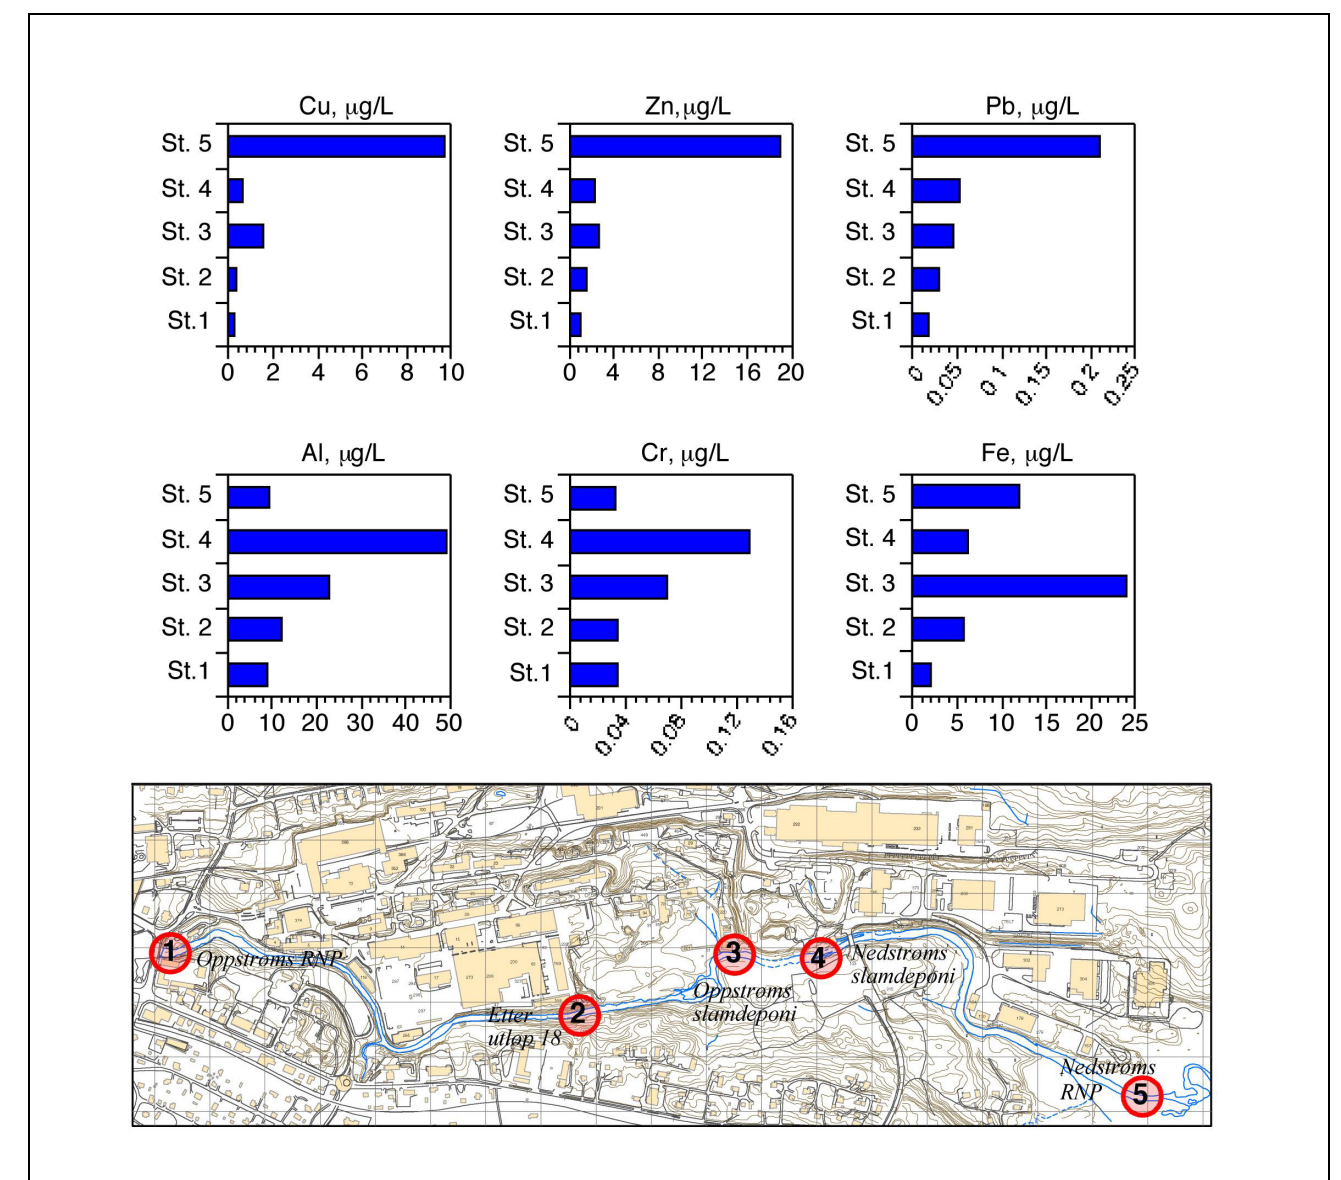 Cu, µg/L
St. 5
St. 4
St. 3
St. 2
St.1
0 2 4 6 8 10
Zn,µg/L
St. 5
St. 4
St. 3
St. 2
St.1
0 4 8 12 16 20
Pb, µg/L
St. 5
St. 4
St. 3
St. 2
St.1
0 0.05 0.1 0.15 0.2 0.25
Al, µg/L
St. 5
St. 4
St. 3
St. 2
St.1
0 10 20 30 40 50
Cr, µg/L
St. 5
St. 4
St. 3
St. 2
St.1
0 0.04 0.08 0.12 0.16
Fe, µg/L
St. 5
St. 4
St. 3
St. 2
St.1
0 5 10 15 20 25
1
Oppstrøms RNP
2
Etter
utløp 18
3
Oppstrøms
slamdeponi
4
Nedstrøms
slamdeponi
Nedstrøms
RNP
5